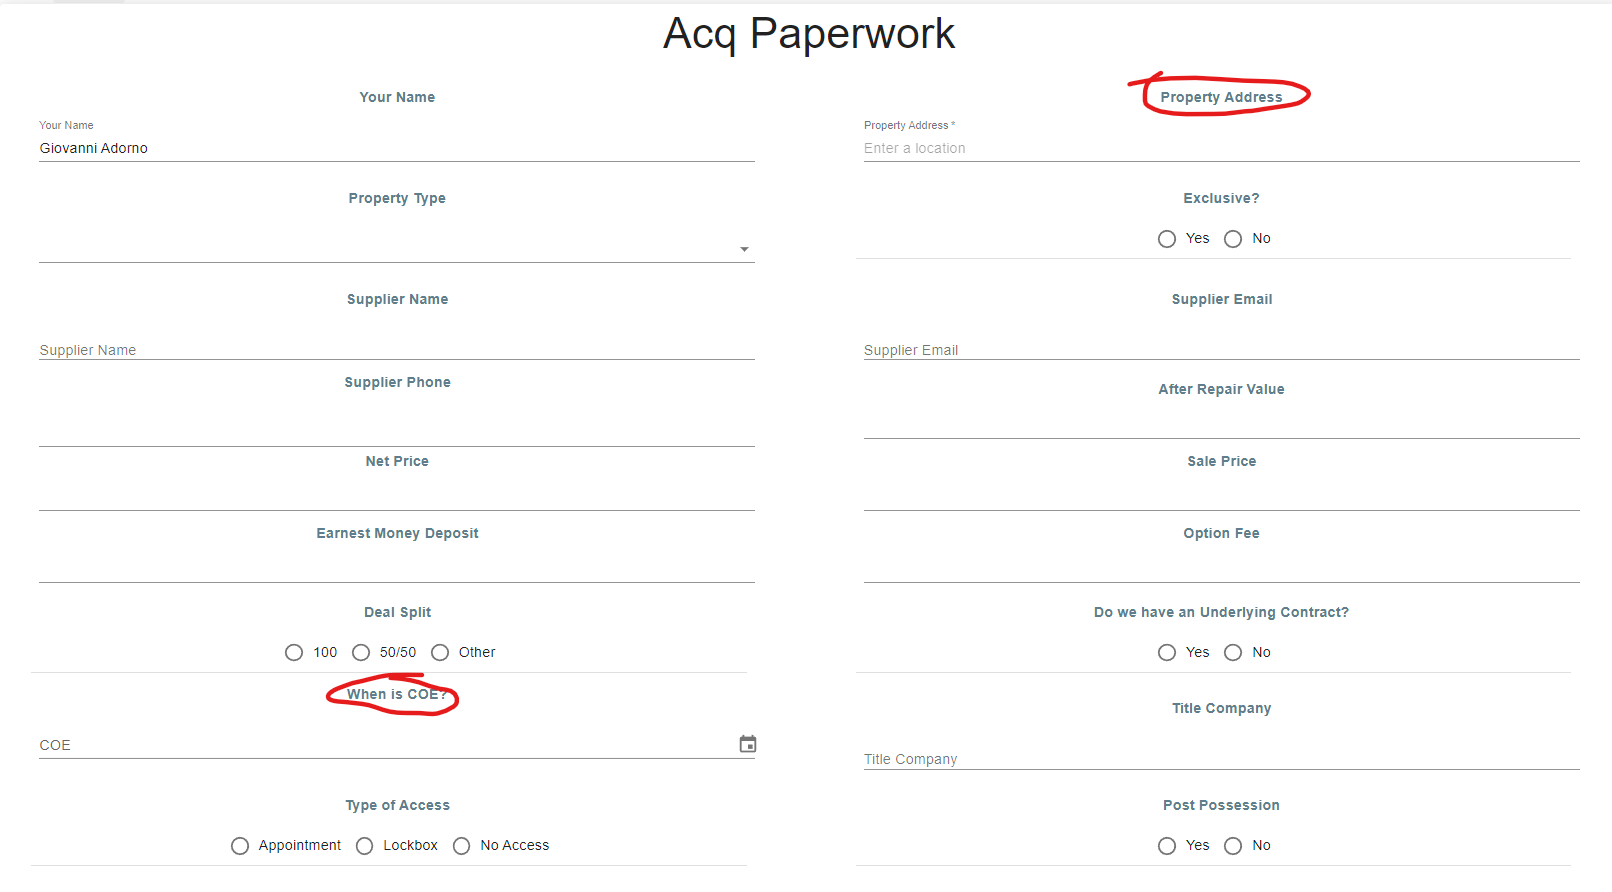 Acq Paperwork
Your Name
Property Address
Your Name
Giovanni Adorno
Property Address *
Enter a location
Property Type
Exclusive?
Yes No
Supplier Name
Supplier Email
Supplier Name
Supplier Email
Supplier Phone
After Repair Value
Net Price
Sale Price
Earnest Money Deposit
Option Fee
Deal Split
Do we have an Underlying Contract?
100 50/50 Other
Yes No
When is COE?
Title Company
COE
Title Company
Type of Access
Post Possession
Appointment Lockbox No Access
Yes No